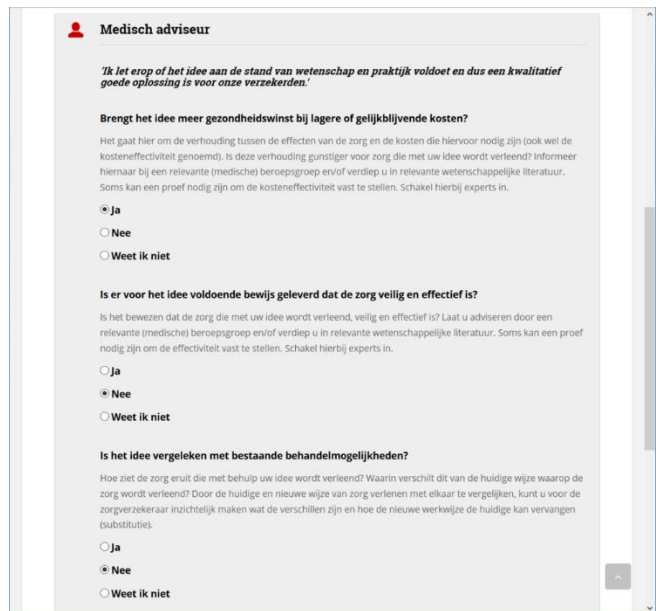 Medisch adviseur
'Ik let erop of het idee aan de stand van wetenschap en praktijk voldoet en dus een kwalitatief
goede oplossing is voor onze verzekerden.'
Brengt het idee meer gezondheidswinst bij lagere of gelijkblijvende kosten?
Het gaat hier om de verhouding tussen de effecten van de zorg en de kosten die hiervoor nodig zijn (ook wel de
kosteneffectiviteit genoemd). Is deze verhouding gunstiger voor zorg die met uw idee wordt verleend? Informeer
hiernaar bij een relevante (medische) beroepsgroep en/of verdiep u in relevante wetenschappelijke literatuur.
Soms kan een proef nodig zijn om de kosteneffectiviteit vast te stellen. Schakel hierbij experts in.
Ja
Nee
Weet ik niet
Is er voor het idee voldoende bewijs geleverd dat de zorg veilig en effectief is?
Is het bewezen dat de zorg die met uw idee wordt verleend, veilig en effectief is? Laat u adviseren door een
relevante (medische) beroepsgroep en/of verdiep u in relevante wetenschappelijke literatuur. Soms kan een proef
nodig zijn om de effectiviteit vast te stellen. Schakel hierbij experts in.
Ja
Nee
Weet ik niet
Is het idee vergeleken met bestaande behandelmogelijkheden?
Hoe ziet de zorg eruit die met behulp uw idee wordt verleend? Waarin verschilt dit van de huidige wijze waarop de
zorg wordt verleend? Door de huidige en nieuwe wijze van zorg verlenen met elkaar te vergelijken, kunt u voor de
zorgverzekeraar inzichtelijk maken wat de verschillen zijn en hoe de nieuwe werkwijze de huidige kan vervangen
(substitutie).
Ja
Nee
Weet ik niet